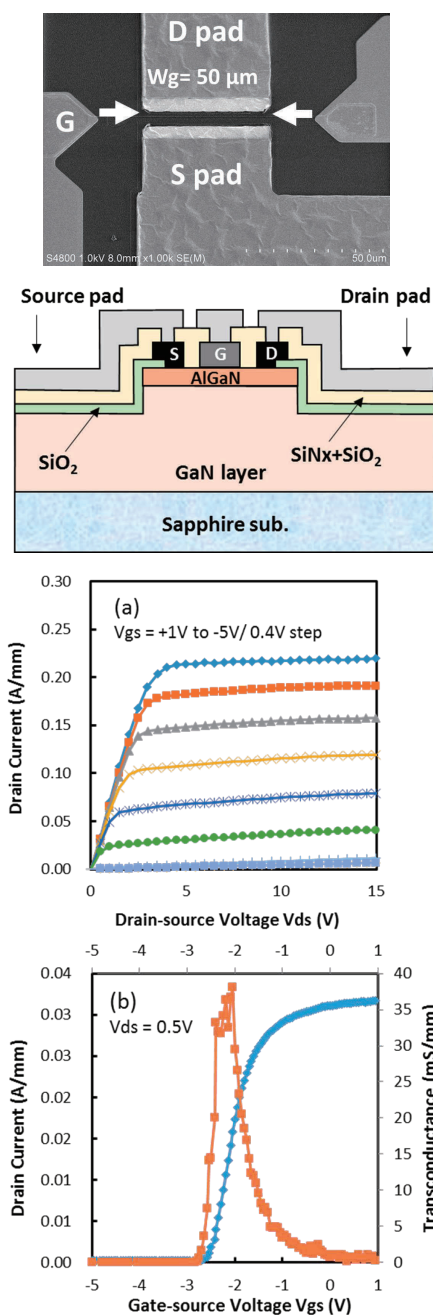 D pad
Wg= 50 µm
G
S pad
S4800 1.0kV 8.0mm x1.00k SE(M)
50.0um
Source pad
Drain pad
S
G
D
AlGaN
SiO2
SiNx+SiO2
GaN layer
Sapphire sub.
(a)
Vgs = +1V to -5V/ 0.4V step
Drain Current (A/mm)
0.30
0.25
0.20
0.15
0.10
0.05
0.00
0 5 10 15
Drain-source Voltage Vds (V)
-5 -4 -3 -2 -1 0 1
(b)
Vds = 0.5V
Drain Current (A/mm)
0.04
0.03
0.03
0.02
0.02
0.01
0.01
0.00
40
35
30
25
20
15
10
5
0
Transconductance (mS/mm)
-5 -4 -3 -2 -1 0 1
Gate-source Voltage Vgs (V)